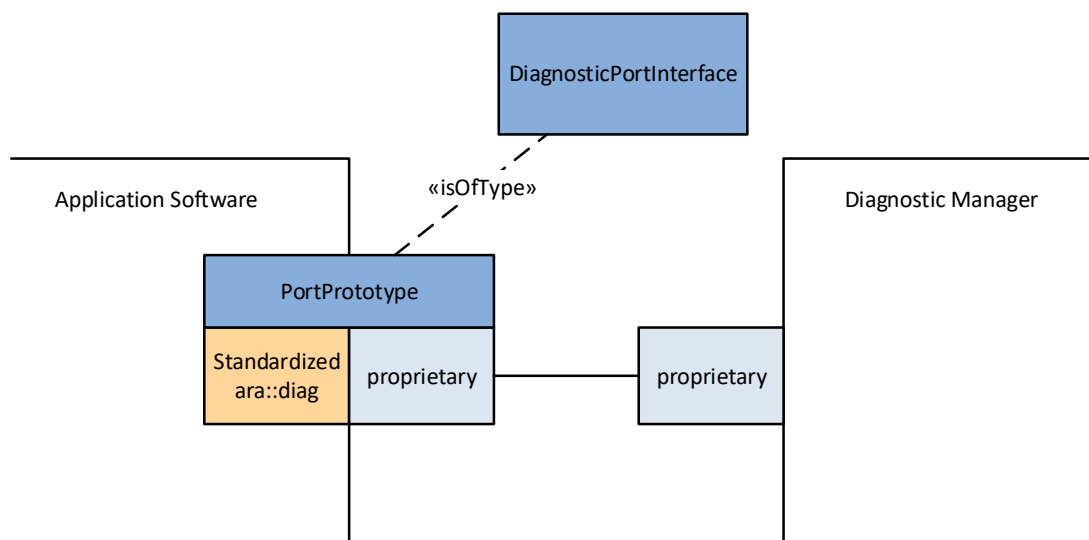 DiagnosticPortInterface
«isOfType»
Application Software
Diagnostic Manager
PortPrototype
Standardized
ara::diag
proprietary
proprietary